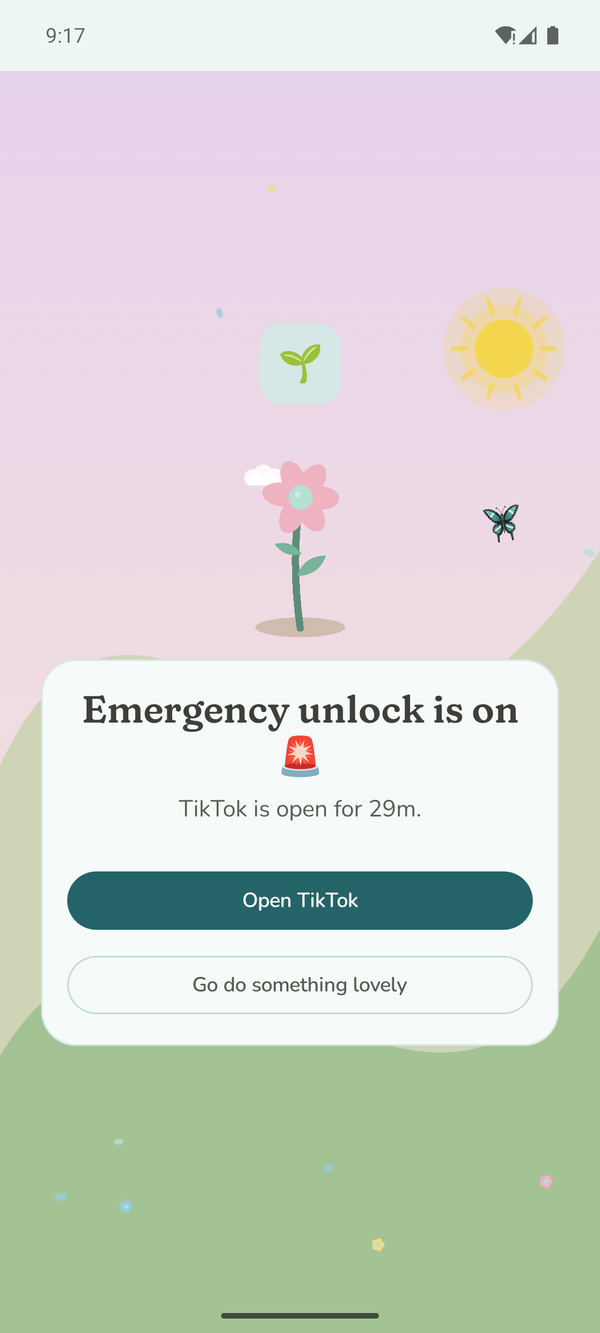 9:17
Emergency unlock is on
🚨
TikTok is open for 29m.
Open TikTok
Go do something lovely